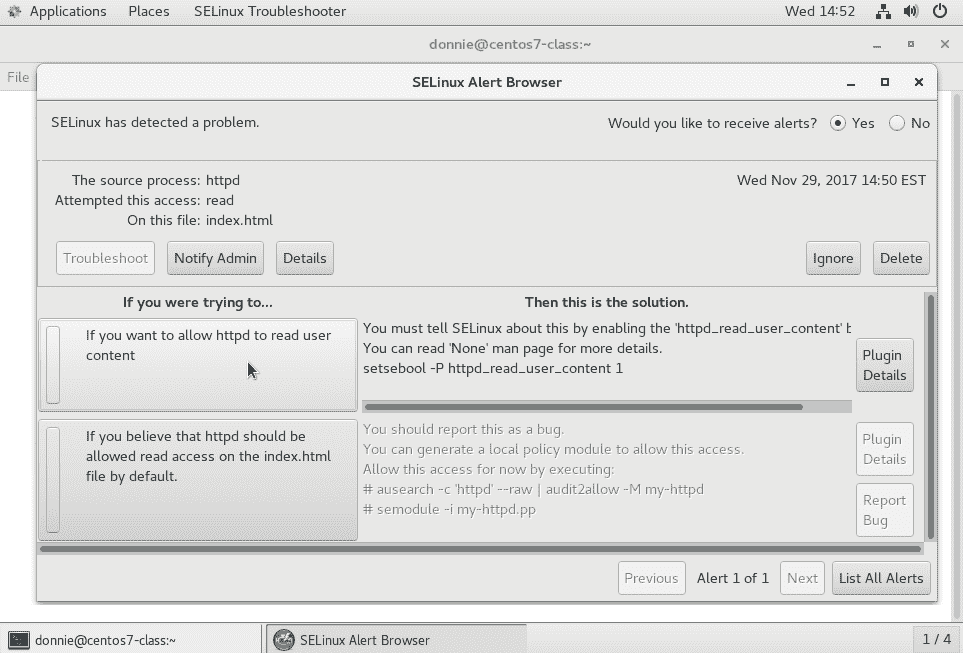 Applications Places SELinux Troubleshooter Wed 14:52
donnie@centos7-class:~
File
SELinux Alert Browser
SELinux has detected a problem. Would you like to receive alerts? Yes No
The source process: httpd Wed Nov 29, 2017 14:50 EST
Attempted this access: read
On this file: index.html
Troubleshoot Notify Admin Details Ignore Delete
If you were trying to... Then this is the solution.
If you want to allow httpd to read user
content
You must tell SELinux about this by enabling the 'httpd_read_user_content'
You can read 'None' man page for more details.
setsebool -P httpd_read_user_content 1
Plugin
Details
If you believe that httpd should be
allowed read access on the index.html
file by default.
You should report this as a bug.
You can generate a local policy module to allow this access.
Allow this access for now by executing:
# ausearch -c 'httpd' --raw | audit2allow -M my-httpd
# semodule -i my-httpd.pp
Plugin
Details
Report
Bug
Previous Alert 1 of 1 Next List All Alerts
donnie@centos7-class:~ SELinux Alert Browser 1 / 4